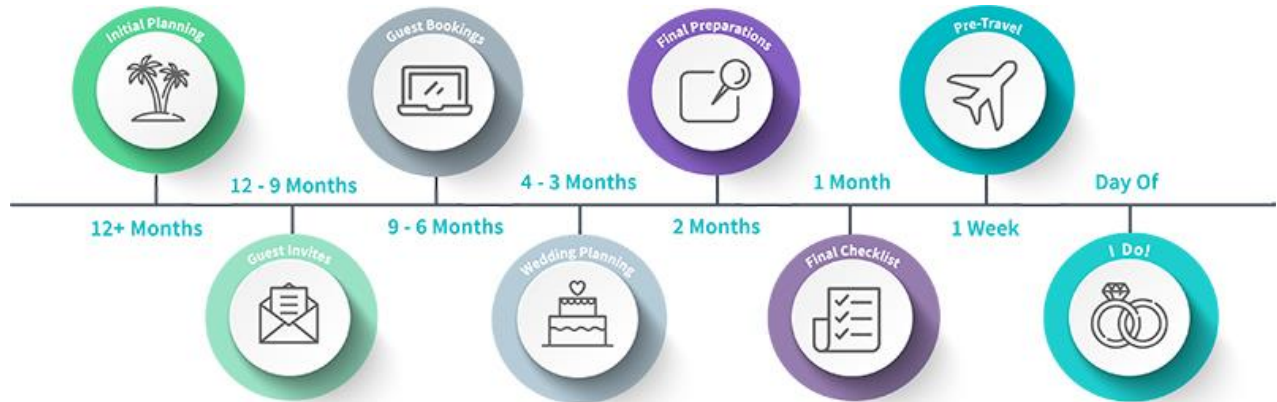 Initial Planning
Guest Bookings
Final Preparations
Pre-Travel
12 - 9 Months
4 - 3 Months
1 Month
Day Of
12+ Months
9 - 6 Months
2 Months
1 Week
Guest Invites
Wedding Planning
Final Checklist
I Do!